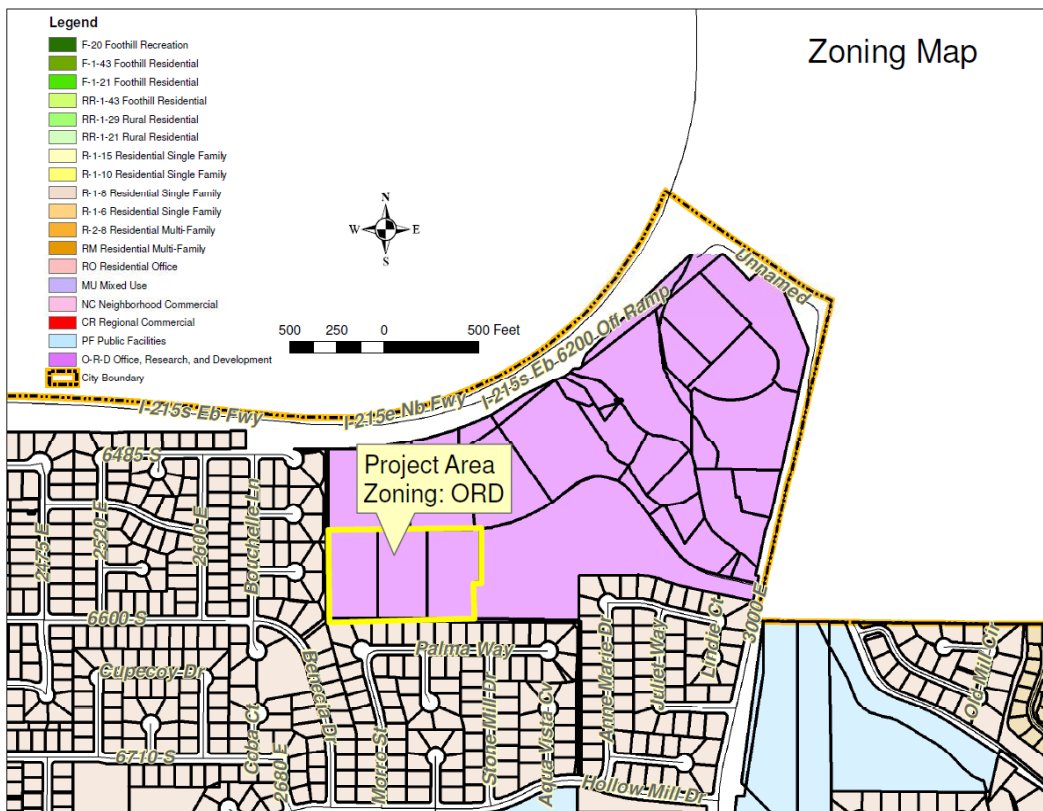 Legend
F-20 Foothill Recreation
F-1-43 Foothill Residential
F-1-21 Foothill Residential
RR-1-43 Foothill Residential
RR-1-29 Rural Residential
RR-1-21 Rural Residential
R-1-15 Residential Single Family
R-1-10 Residential Single Family
R-1-8 Residential Single Family
R-1-6 Residential Single Family
R-2-8 Residential Multi-Family
RM Residential Multi-Family
RO Residential Office
MU Mixed Use
NC Neighborhood Commercial
CR Regional Commercial
PF Public Facilities
O-R-D Office, Research, and Development
City Boundary
Zoning Map
N
W E
S
500 250 0 500 Feet
Unnamed
I-215s Eb 6200 Off Ramp
I-215s Eb Fwy
I-215e Nb Fwy
Project Area
Zoning: ORD
6485 S
2475 E
2520 E
2600 E
Bouchelle Ln
6600 S
Cupecoy Dr
6710 S
Caba Ct
2680 E
Butler Dr
Morro St
Palma Way
Stone Mill Dr
Aqua Vista Cv
Anne Marie Dr
Juliet Way
Lindie Ct
3000 E
Hollow Mill Dr
Old Mill Cir